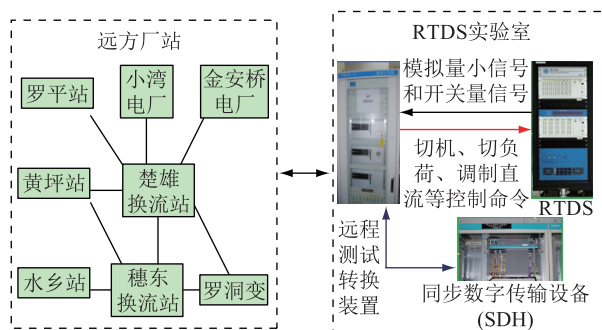 远方厂站
罗平站
小湾
电厂
金安桥
电厂
黄坪站
楚雄
换流站
水乡站
穗东
换流站
罗洞变
RTDS实验室
模拟量小信号
和开关量信号
切机、切负
荷、调制直
流等控制命令
RTDS
远程
测试
转换
装置
同步数字传输设备
(SDH)